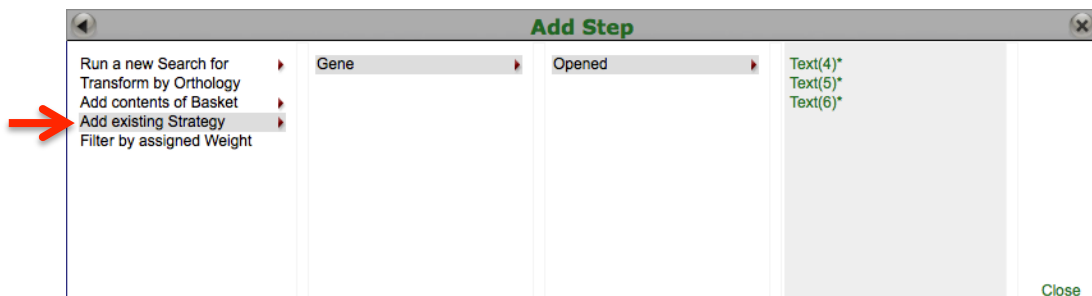 Add Step
Run a new Search for
Transform by Orthology
Add contents of Basket
Add existing Strategy
Filter by assigned Weight
Gene
Opened
Text(4)*
Text(5)*
Text(6)*
Close